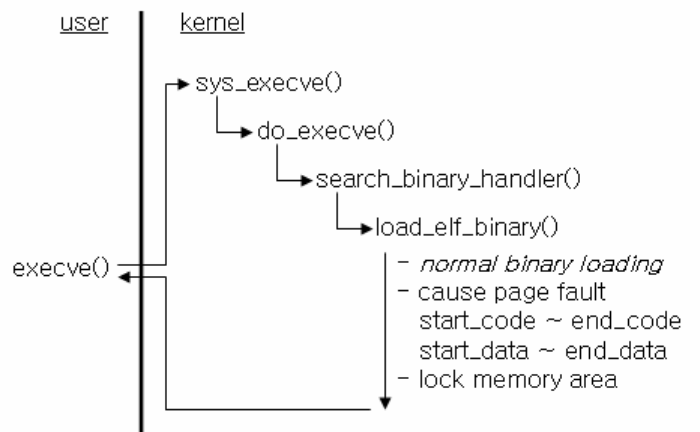 user
kernel
sys_execve()
do_execve()
search_binary_handler()
load_elf_binary()
execve()
- normal binary loading
- cause page fault
start_code ~ end_code
start_data ~ end_data
- lock memory area